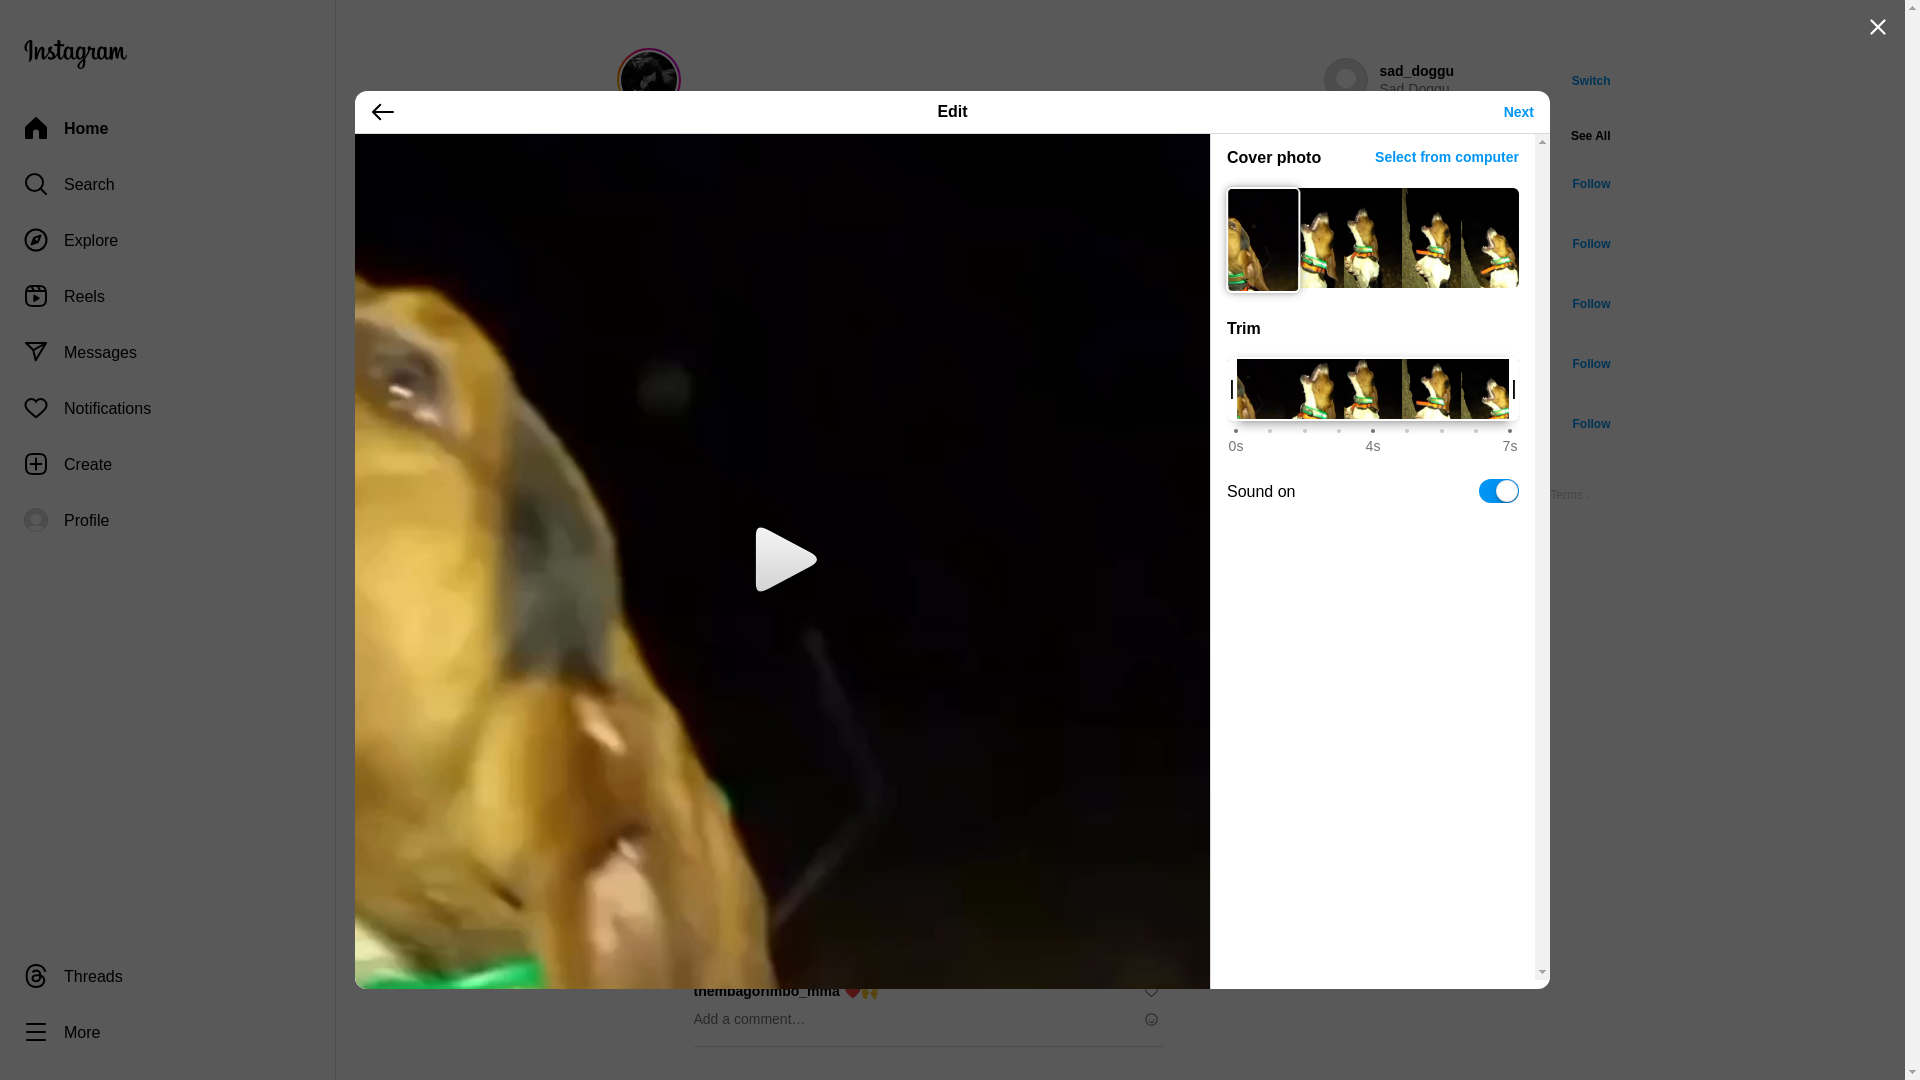 Instagram
Home
Search
Explore
Reels
Messages
Notifications
Create
Profile
Threads
More
sad_doggu
Sad Doggu
Switch
See All
Follow
Follow
Follow
Follow
Follow
Terms ·
Edit
Next
Cover photo
Select from computer
Trim
0s
4s
7s
Sound on
thembagorimbo_mma ❤️🙌
Add a comment…